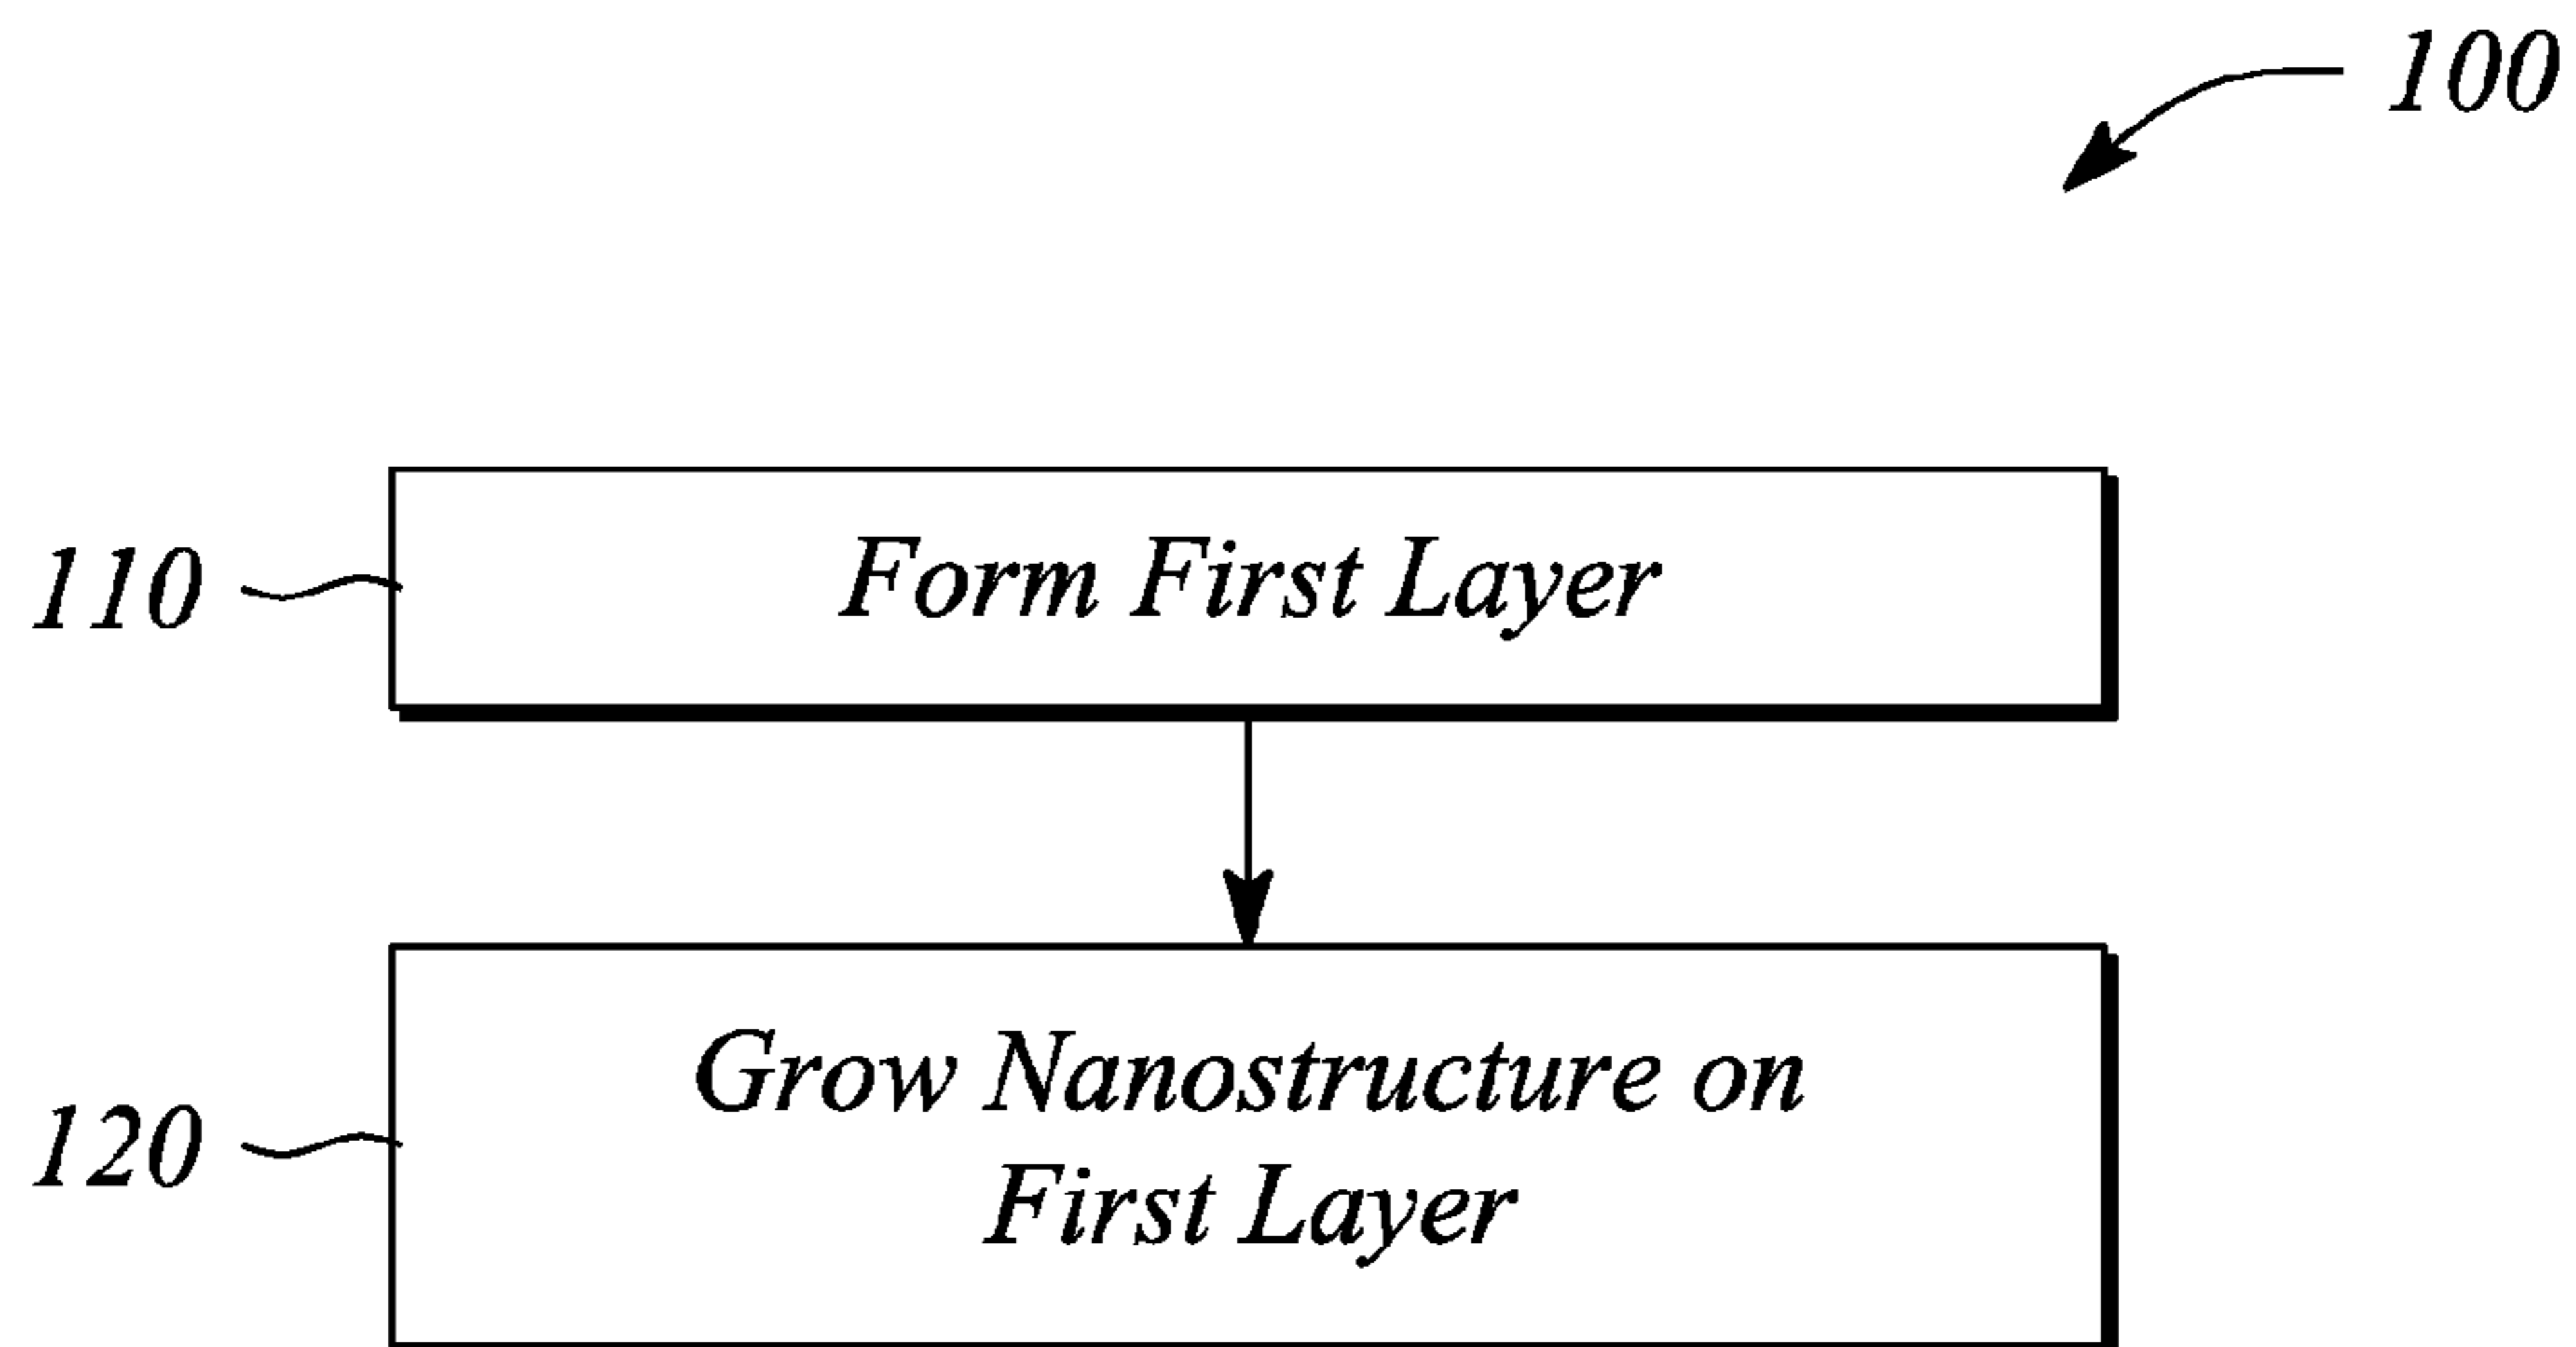 100
110
Form First Layer
120
Grow Nanostructure on
First Layer